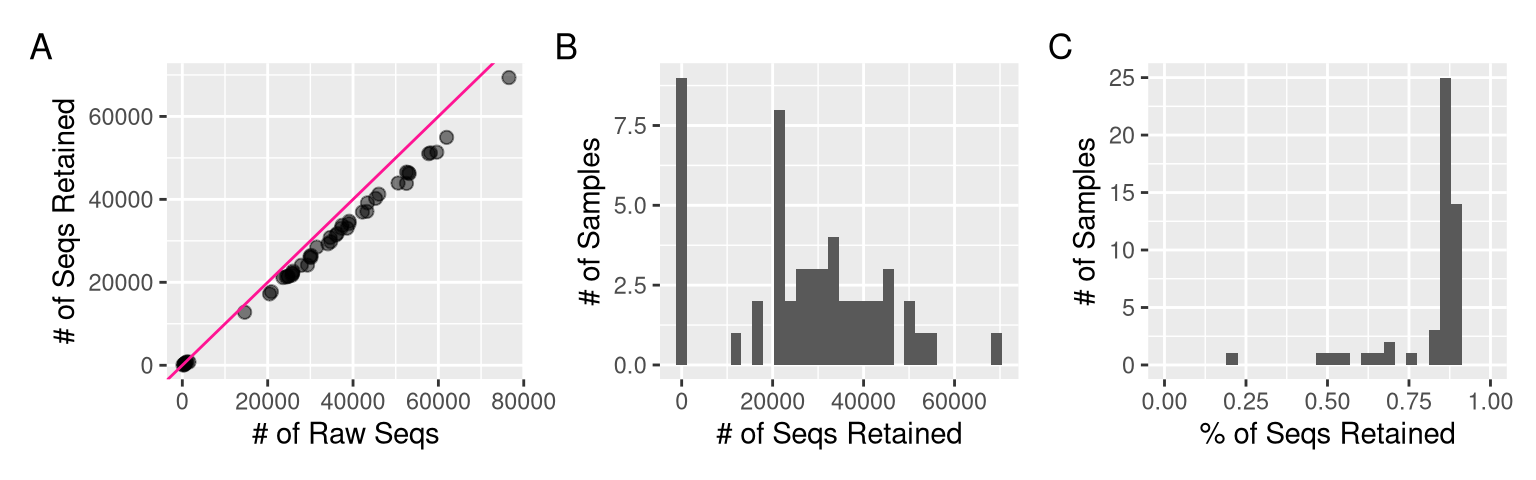 A
# of Seqs Retained
60000
40000
20000
0
0 20000 40000 60000 80000
# of Raw Seqs
B
# of Samples
7.5
5.0
2.5
0.0
0 20000 40000 60000
# of Seqs Retained
C
# of Samples
25
20
15
10
5
0
0.00 0.25 0.50 0.75 1.00
% of Seqs Retained